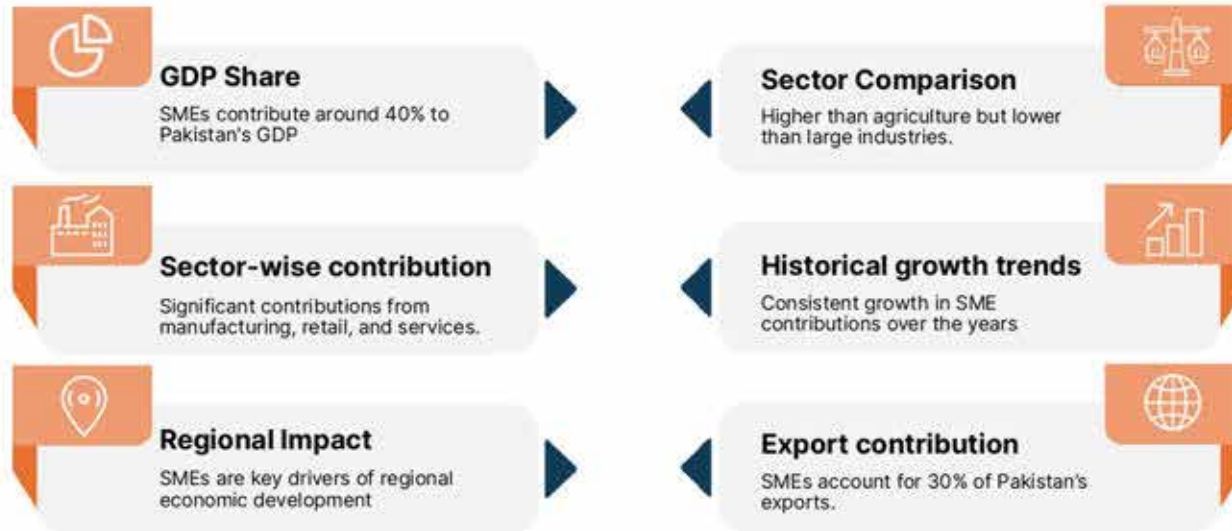 GDP Share
SMEs contribute around 40% to
Pakistan's GDP
Sector Comparison
Higher than agriculture but lower
than large industries.
Sector-wise contribution
Significant contributions from
manufacturing, retail, and services.
Historical growth trends
Consistent growth in SME
contributions over the years
Regional Impact
SMEs are key drivers of regional
economic development
Export contribution
SMEs account for 30% of Pakistan's
exports.